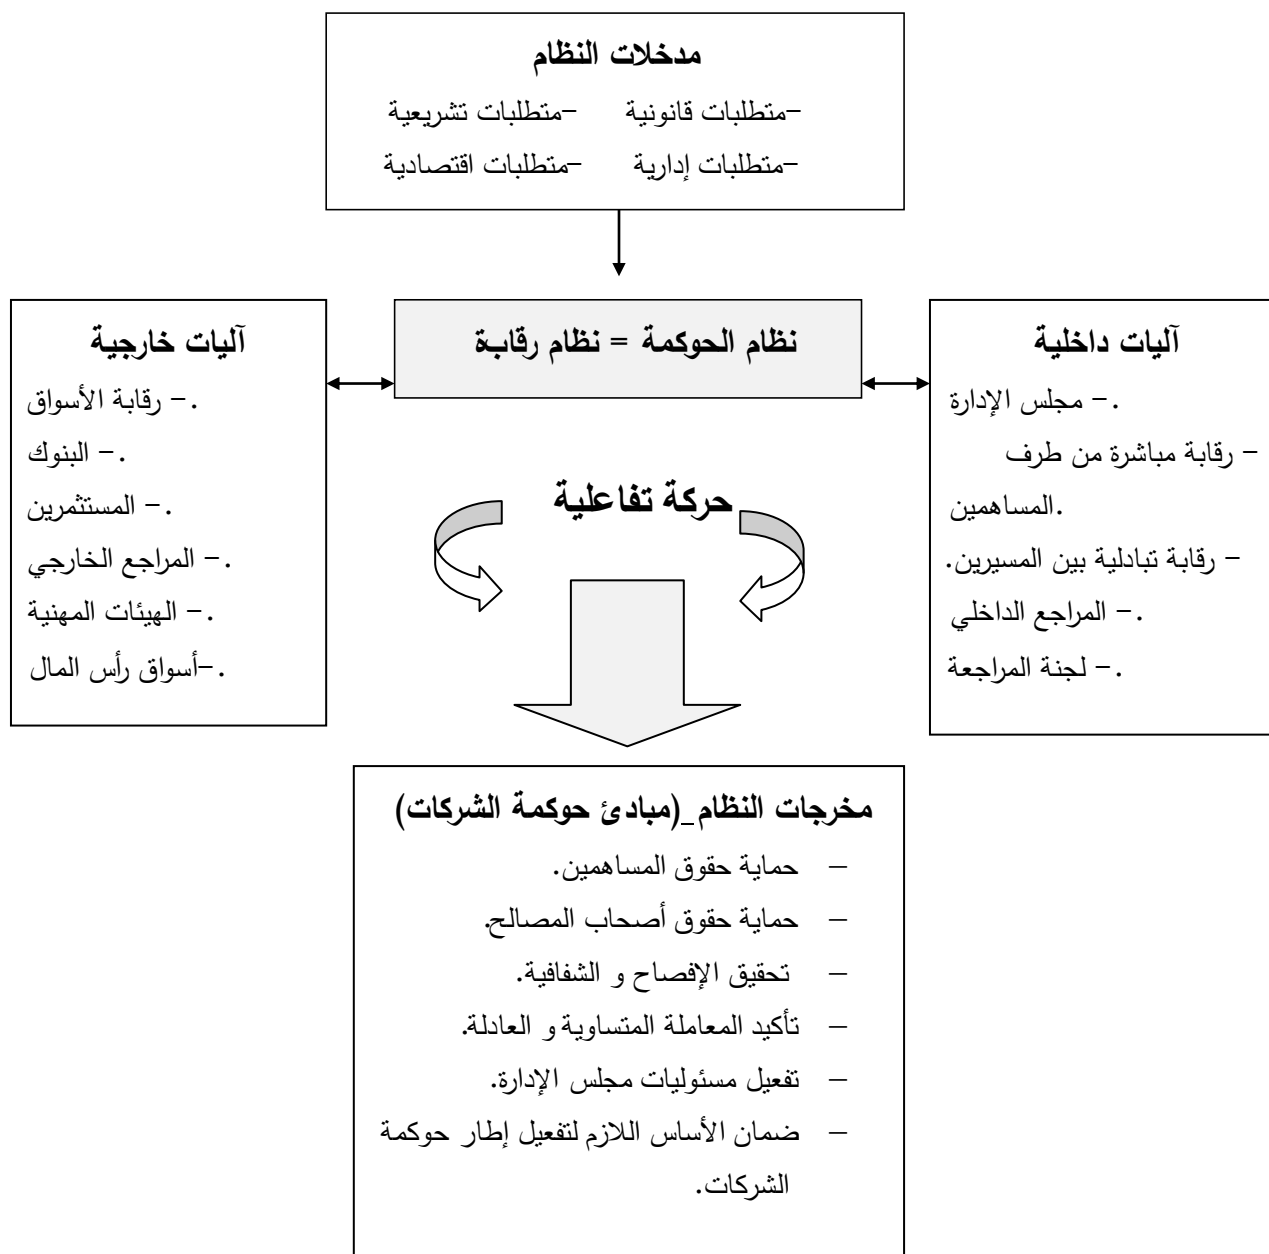 مدخلات النظام
-متطلبات قانونية -متطلبات تشريعية
-متطلبات إدارية -متطلبات اقتصادية
نظام الحوكمة = نظام رقابة
آليات داخلية
- مجلس الإدارة.
- رقابة مباشرة من طرف
المساهمين.
- رقابة تبادلية بين المسيرين.
- المراجع الداخلي.
- لجنة المراجعة.
آليات خارجية
- رقابة الأسواق.
- البنوك.
- المستثمرين.
- المراجع الخارجي.
- الهيئات المهنية.
-أسواق رأس المال.
حركة تفاعلية
مخرجات النظام_(مبادئ حوكمة الشركات)
– حماية حقوق المساهمين.
– حماية حقوق أصحاب المصالح.
– تحقيق الإفصاح و الشفافية.
– تأكيد المعاملة المتساوية و العادلة.
– تفعيل مسئوليات مجلس الإدارة.
– ضمان الأساس اللازم لتفعيل إطار حوكمة
الشركات.